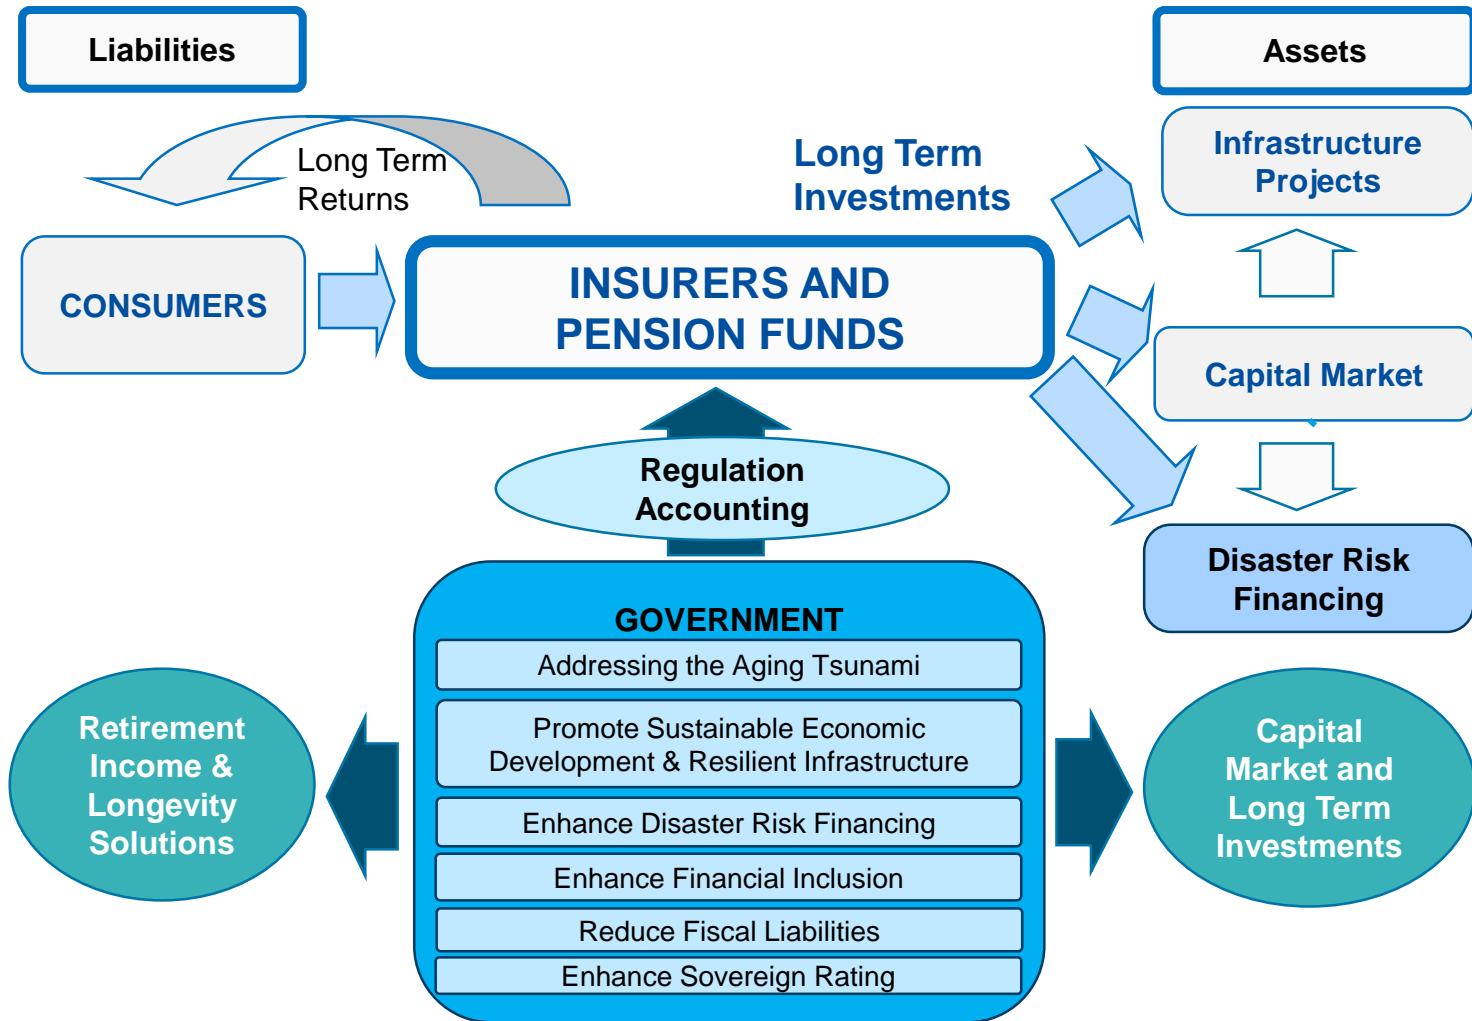 Liabilities
Assets
Long Term
Returns
Long Term
Investments
Infrastructure
Projects
CONSUMERS
INSURERS AND
PENSION FUNDS
Capital Market
Regulation
Accounting
Disaster Risk
Financing
GOVERNMENT
Addressing the Aging Tsunami
Promote Sustainable Economic
Development & Resilient Infrastructure
Enhance Disaster Risk Financing
Enhance Financial Inclusion
Reduce Fiscal Liabilities
Enhance Sovereign Rating
Retirement
Income &
Longevity
Solutions
Capital
Market and
Long Term
Investments